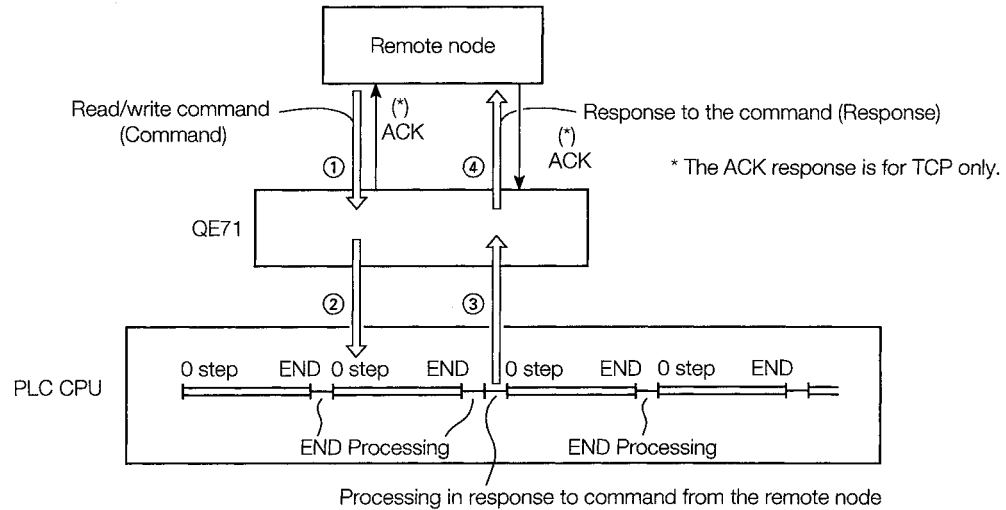 Remote node
Read/write command
(Command)
(*)
ACK
Response to the command (Response)
(*)
ACK
* The ACK response is for TCP only.
①
④
QE71
②
③
0 step END 0 step END 0 step END 0 step END
PLC CPU
END Processing END Processing
Processing in response to command from the remote node